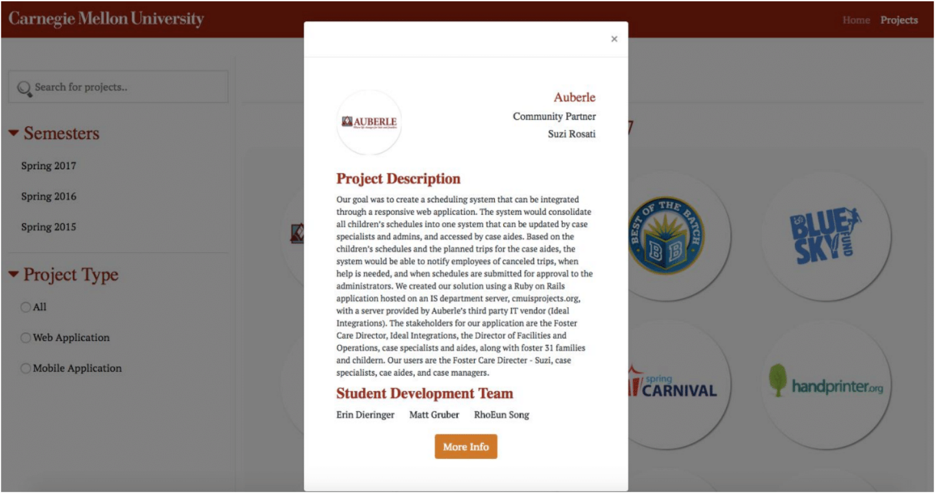 Carnegie Mellon University
Home Projects
×
Search for projects..
Semesters
Spring 2017
Spring 2016
Spring 2015
Project Type
All
Web Application
Mobile Application
AUBERLE
Auberle
Community Partner
Suzi Rosati
Project Description
Our goal was to create a scheduling system that can be integrated
through a responsive web application. The system would consolidate
all children's schedules into one system that can be updated by case
specialists and admins, and accessed by case aides. Based on the
children's schedules and the planned trips for the case aides, the
system would be able to notify employees of canceled trips, when
help is needed, and when schedules are submitted for approval to the
administrators. We created our solution using a Ruby on Rails
application hosted on an IS department server, cmuisprojects.org,
with a server provided by Auberle's third party IT vendor (Ideal
Integrations). The stakeholders for our application are the Foster
Care Director, Ideal Integrations, the Director of Facilities and
Operations, case specialists and aides, along with foster 31 families
and childern. Our users are the Foster Care Directer - Suzi, case
specialists, cae aides, and case managers.
Student Development Team
Erin Dieringer Matt Gruber RhoEun Song
More Info
7
BEST OF THE BATCH
BB
BLUE
SKY FUND
spring
CARNIVAL
handprinter.org